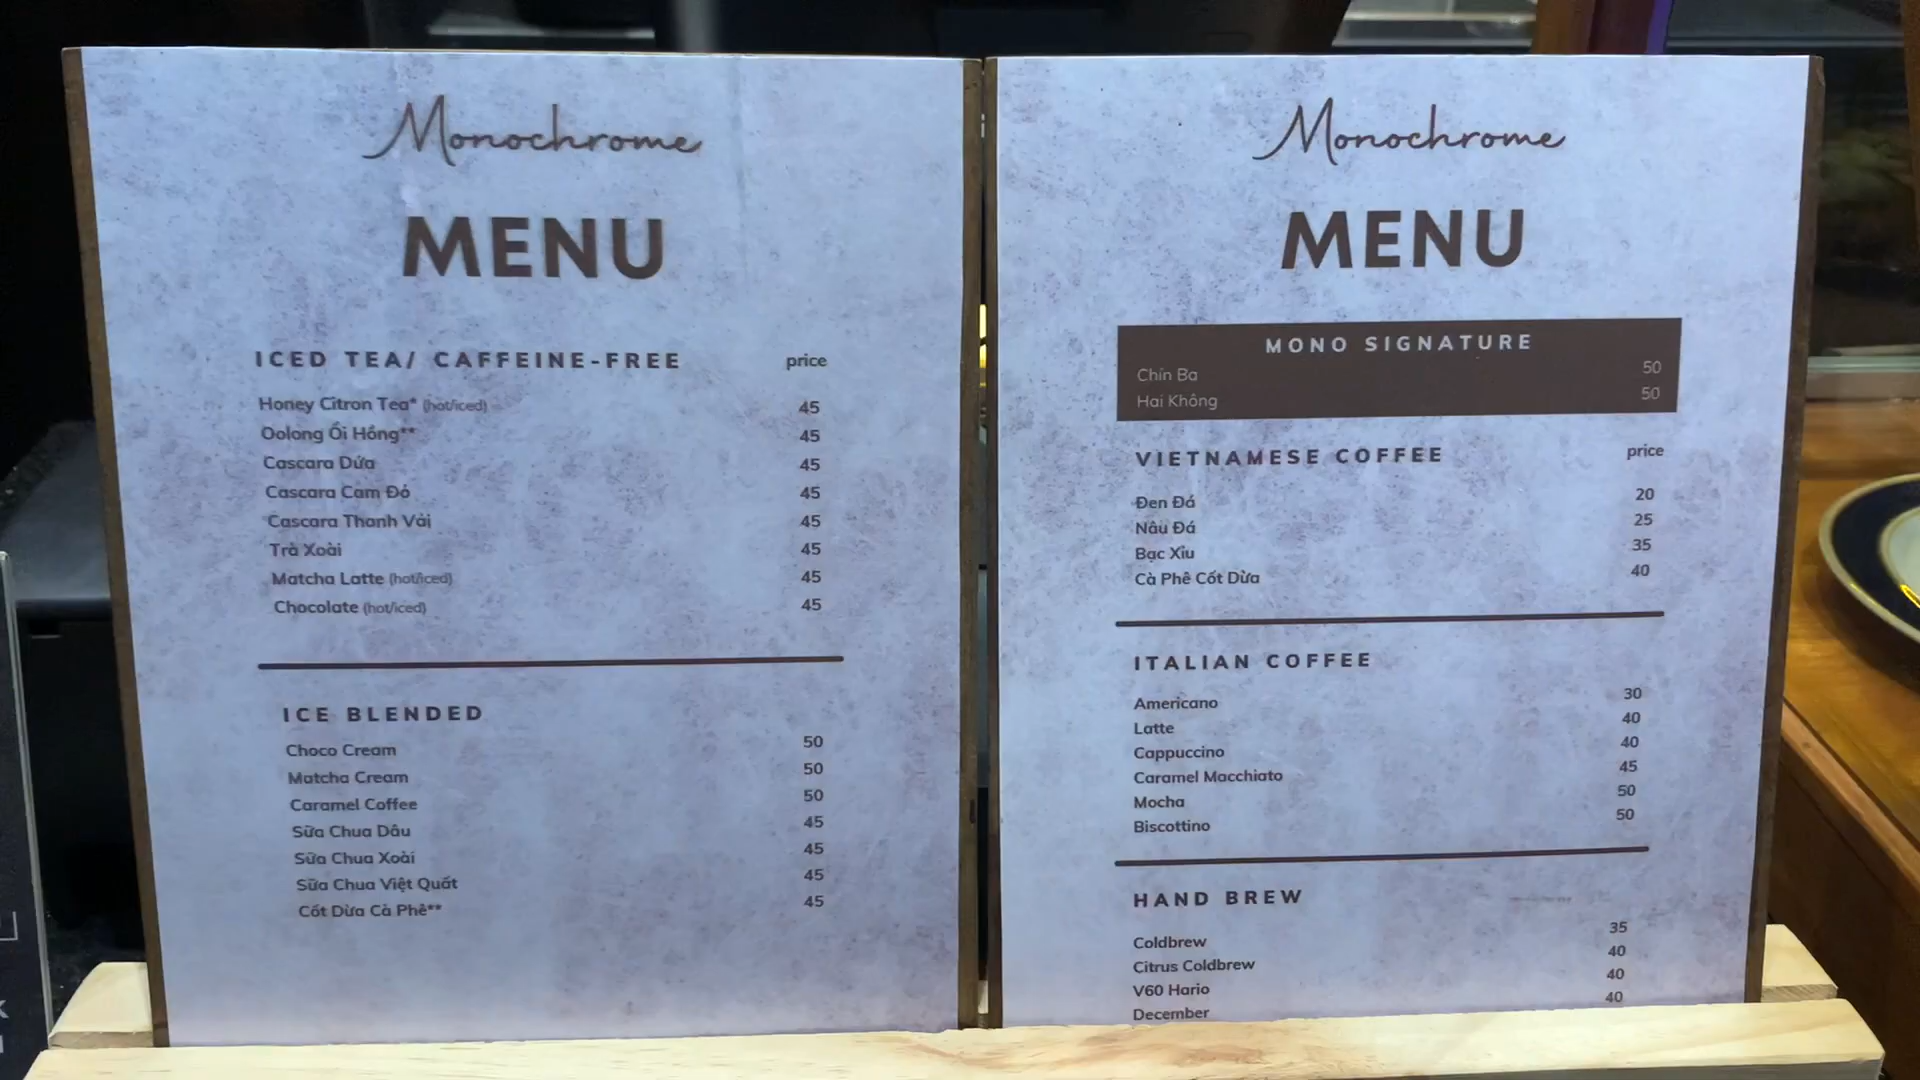 Monochrome
MENU
ICED TEA/ CAFFEINE-FREE price
Honey Citron Tea* (hot/iced) 45
Oolong Ổi Hồng** 45
Cascara Dứa 45
Cascara Cam Đỏ 45
Cascara Thanh Vải 45
Trà Xoài 45
Matcha Latte (hot/iced) 45
Chocolate (hot/iced) 45
ICE BLENDED
Choco Cream 50
Matcha Cream 50
Caramel Coffee 50
Sữa Chua Dâu 45
Sữa Chua Xoài 45
Sữa Chua Việt Quất 45
Cốt Dừa Cà Phê** 45
Monochrome
MENU
MONO SIGNATURE
Chín Ba 50
Hai Không 50
VIETNAMESE COFFEE price
Đen Đá 20
Nâu Đá 25
Bạc Xỉu 35
Cà Phê Cốt Dừa 40
ITALIAN COFFEE
Americano 30
Latte 40
Cappuccino 40
Caramel Macchiato 45
Mocha 50
Biscottino 50
HAND BREW
Coldbrew 35
Citrus Coldbrew 40
V60 Hario 40
December 40